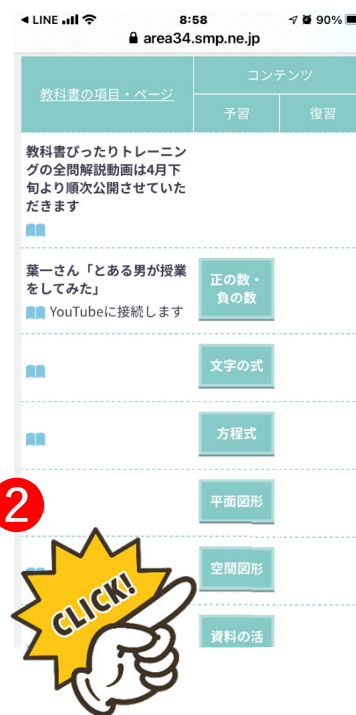 LINE 8:58 90%
area34.smp.ne.jp
教科書の項目・ページ
コンテンツ
予習 復習
教科書ぴったりトレーニン
グの全問解説動画は4月下
旬より順次公開させていた
だきます
葉一さん「とある男が授業
をしてみた」
YouTubeに接続します
正の数・
負の数
文字の式
方程式
2
平面図形
空間図形
CLICK!
資料の活